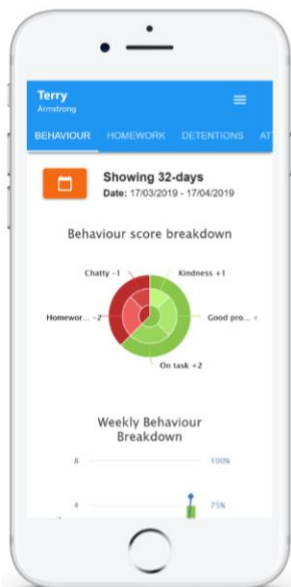 Terry
Armstrong
BEHAVIOUR HOMEWORK DETENTIONS AT
Showing 32-days
Date: 17/03/2019 - 17/04/2019
Behaviour score breakdown
Chatty -1 Kindness +1
Homewor... -2 Good pro... +
On task +2
Weekly Behaviour
Breakdown
8 100%
4 75%